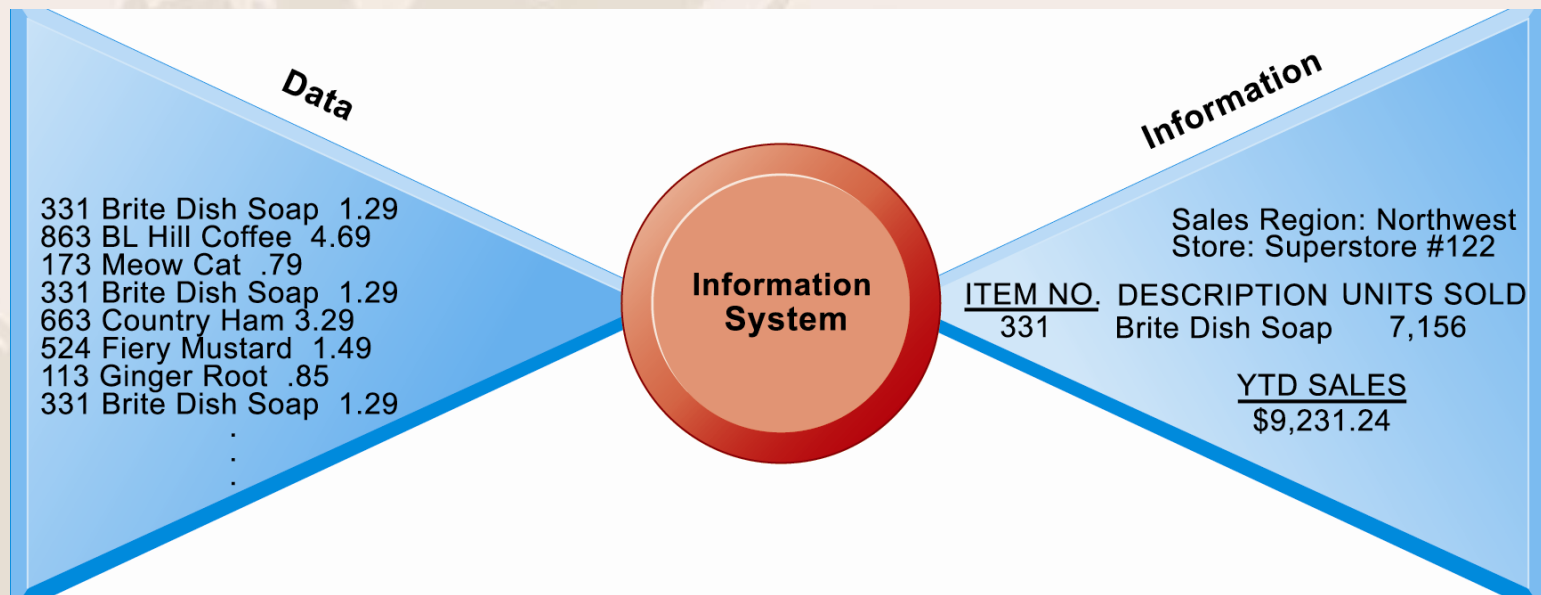 Data
331 Brite Dish Soap 1.29
863 BL Hill Coffee 4.69
173 Meow Cat .79
331 Brite Dish Soap 1.29
663 Country Ham 3.29
524 Fiery Mustard 1.49
113 Ginger Root .85
331 Brite Dish Soap 1.29
.
.
.
Information
System
Information
Sales Region: Northwest
Store: Superstore #122
ITEM NO. DESCRIPTION UNITS SOLD
331 Brite Dish Soap 7,156
YTD SALES
$9,231.24